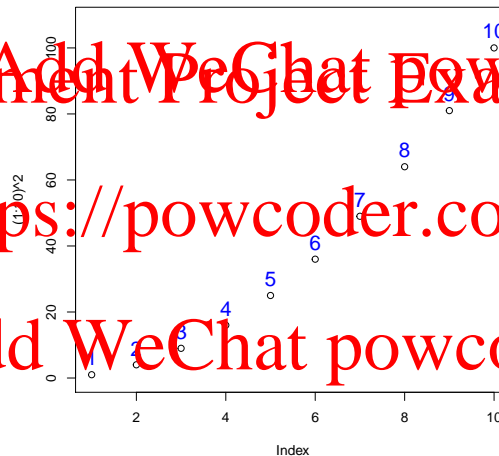 10
100
Add WeChat pow
ment Project Exa
9
80
8
60
7
(1:10)^2
ps://powcoder.co
6
40
5
4
20
3
2
1
dd WeChat powco
0
2 4 6 8 10
Index